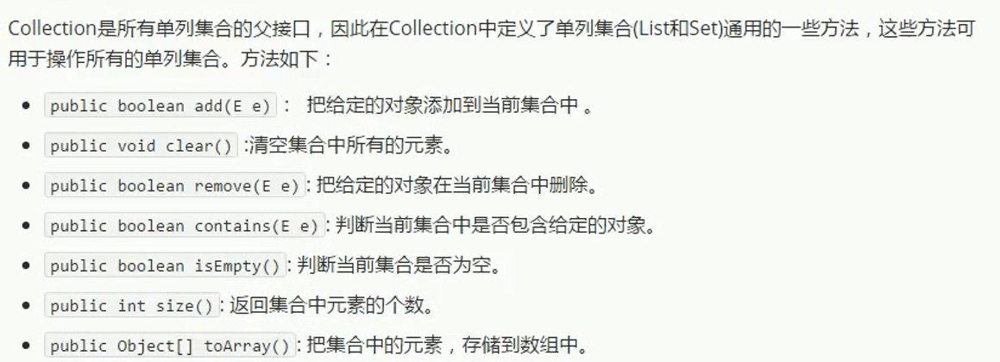 Collection是所有单列集合的父接口，因此在Collection中定义了单列集合(List和Set)通用的一些方法，这些方法可
用于操作所有的单列集合。方法如下：
• public boolean add(E e)： 把给定的对象添加到当前集合中 。
• public void clear() :清空集合中所有的元素。
• public boolean remove(E e): 把给定的对象在当前集合中删除。
• public boolean contains(E e): 判断当前集合中是否包含给定的对象。
• public boolean isEmpty(): 判断当前集合是否为空。
• public int size(): 返回集合中元素的个数。
• public Object[] toArray(): 把集合中的元素，存储到数组中。